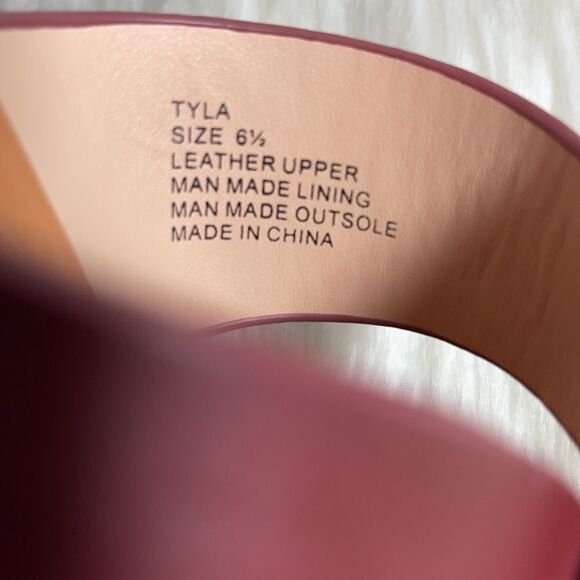 TYLA
SIZE 6½
LEATHER UPPER
MAN MADE LINING
MAN MADE OUTSOLE
MADE IN CHINA